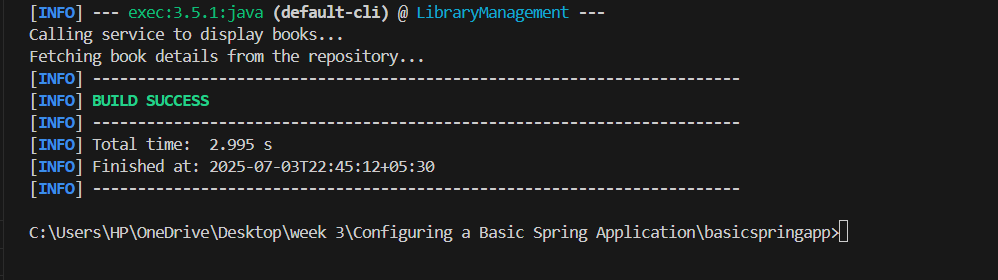 [INFO] --- exec:3.5.1:java (default-cli) @ LibraryManagement ---
Calling service to display books...
Fetching book details from the repository...
[INFO] ------------------------------------------------------------------------
[INFO] BUILD SUCCESS
[INFO] ------------------------------------------------------------------------
[INFO] Total time:  2.995 s
[INFO] Finished at: 2025-07-03T22:45:12+05:30
[INFO] ------------------------------------------------------------------------
C:\Users\HP\OneDrive\Desktop\week 3\Configuring a Basic Spring Application\basicspringapp>